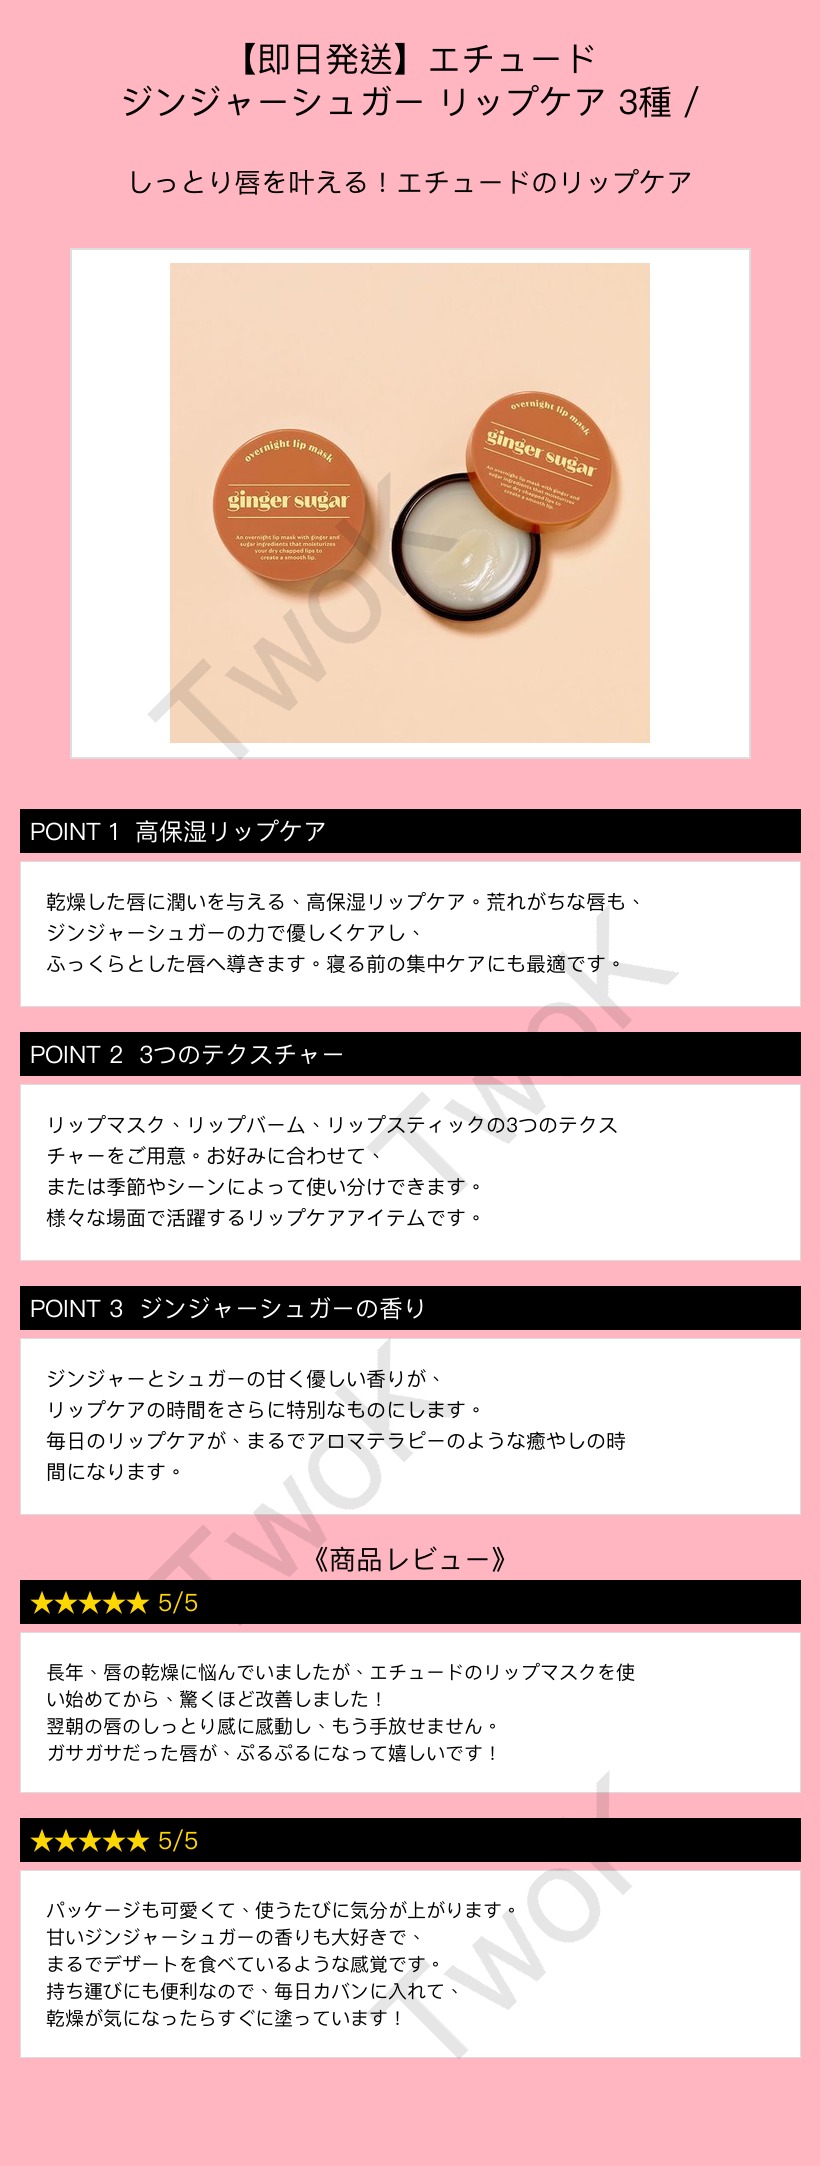 【即日発送】エチュード
ジンジャーシュガー リップケア 3種 /
しっとり唇を叶える！エチュードのリップケア
overnight lip mask
ginger sugar
An overnight lip mask with ginger and
sugar ingredients that moisturizes
your dry chapped lips to
create a smooth lip.
overnight lip mask
ginger sugar
An overnight lip mask with ginger and
sugar ingredients that moisturizes
your dry chapped lips to
create a smooth lip.
TwoK
POINT 1 高保湿リップケア
乾燥した唇に潤いを与える、高保湿リップケア。荒れがちな唇も、
ジンジャーシュガーの力で優しくケアし、
ふっくらとした唇へ導きます。寝る前の集中ケアにも最適です。
TwoK
POINT 2 3つのテクスチャー
リップマスク、リップバーム、リップスティックの3つのテクス
チャーをご用意。お好みに合わせて、
または季節やシーンによって使い分けできます。
様々な場面で活躍するリップケアアイテムです。
POINT 3 ジンジャーシュガーの香り
ジンジャーとシュガーの甘く優しい香りが、
リップケアの時間をさらに特別なものにします。
毎日のリップケアが、まるでアロマテラピーのような癒やしの時
間になります。
TwoK
《商品レビュー》
★★★★★ 5/5
長年、唇の乾燥に悩んでいましたが、エチュードのリップマスクを使
い始めてから、驚くほど改善しました！
翌朝の唇のしっとり感に感動し、もう手放せません。
ガサガサだった唇が、ぷるぷるになって嬉しいです！
★★★★★ 5/5
パッケージも可愛くて、使うたびに気分が上がります。
甘いジンジャーシュガーの香りも大好きで、
まるでデザートを食べているような感覚です。
持ち運びにも便利なので、毎日カバンに入れて、
乾燥が気になったらすぐに塗っています！
TwoK